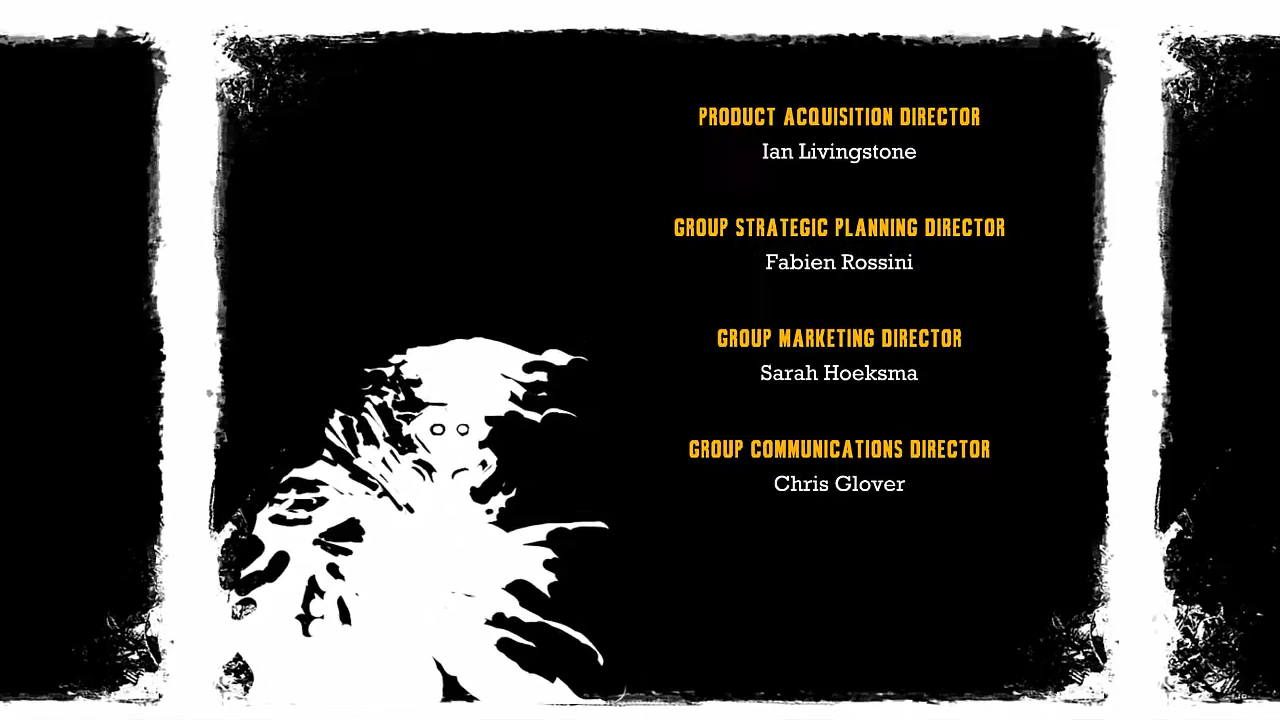 PRODUCT ACQUISITION DIRECTOR
Ian Livingstone
GROUP STRATEGIC PLANNING DIRECTOR
Fabien Rossini
GROUP MARKETING DIRECTOR
Sarah Hoeksma
GROUP COMMUNICATIONS DIRECTOR
Chris Glover